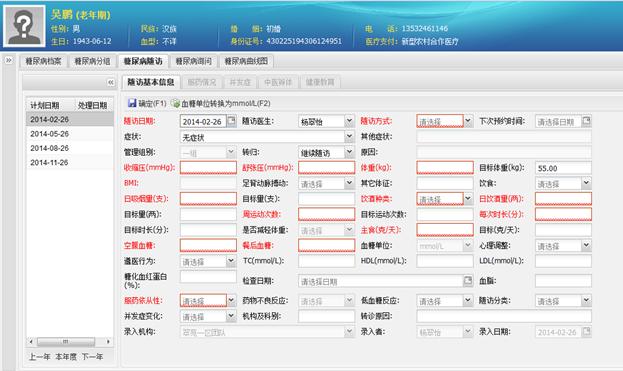 吴鹏 (老年期)
性别：男 民族：汉族 婚　姻：初婚 电　话：13532461146
生日：1943-06-12 血型：不详 身份证号：430225194306124951 医疗支付：新型农村合作医疗
糖尿病档案 糖尿病分组 糖尿病随访 糖尿病询问 糖尿病曲线图
随访基本信息 服药情况 并发症 中医辨体 健康教育
确定(F1) 血糖单位转换为mmol/L(F2)
计划日期 处理日期
2014-02-26
2014-05-26
2014-08-26
2014-11-26
上一年 本年度 下一年
随访日期: 2014-02-26 随访医生: 杨翠怡 随访方式: 请选择 下次预约时间: 请选择日期
症状: 无症状 其他症状:
管理组别: 一组 转归: 继续随访 原因:
收缩压(mmHg): 舒张压(mmHg): 体重(kg): 目标体重(kg): 55.00
BMI: 足背动脉搏动: 请选择 其它体征: 饮食: 请选择
日吸烟量(支): 目标量(支): 饮酒种类: 请选择 日饮酒量(两):
目标量(两): 周运动次数: 目标运动次数: 每次时长(分):
目标时长(分): 是否减轻体重: 请选择 主食(克/天): 目标(克/天):
空腹血糖: 餐后血糖: 血糖单位: mmol/L 心理调整: 请选择
遵医行为: 请选择 TC(mmol/L): HDL(mmol/L): LDL(mmol/L):
糖化血红蛋白(%): 检查日期: 请选择日期 血脂:
服药依从性: 请选择 药物不良反应: 请选择 低血糖反应: 请选择 随访分类: 请选择
并发症变化: 请选择 机构及科别: 转诊原因:
录入机构: 翠苑一区团队 录入者: 杨翠怡 录入日期: 2014-02-26